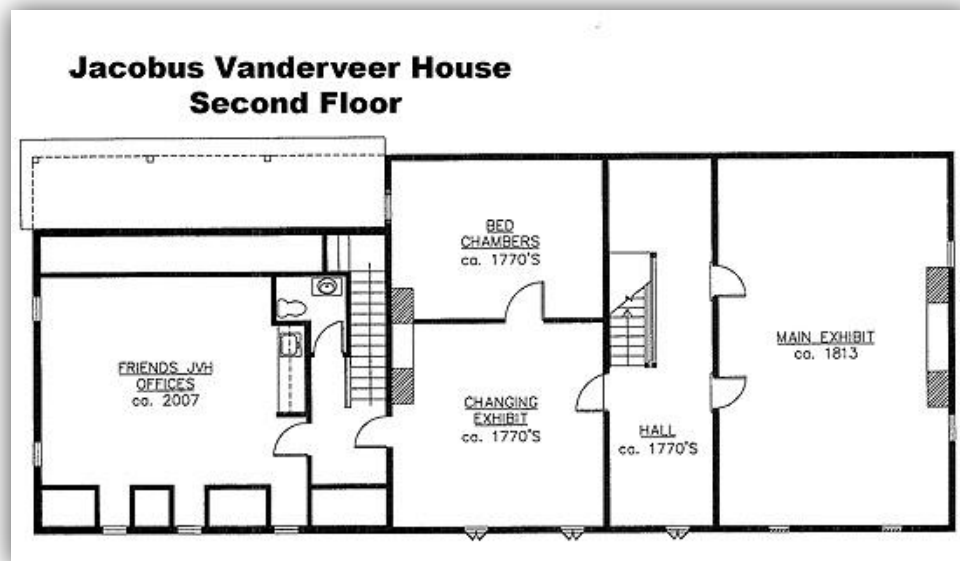 Jacobus Vanderveer House
Second Floor
BED
CHAMBERS
ca. 1770'S
FRIENDS JVH
OFFICES
ca. 2007
CHANGING
EXHIBIT
ca. 1770'S
HALL
ca. 1770'S
MAIN EXHIBIT
ca. 1813